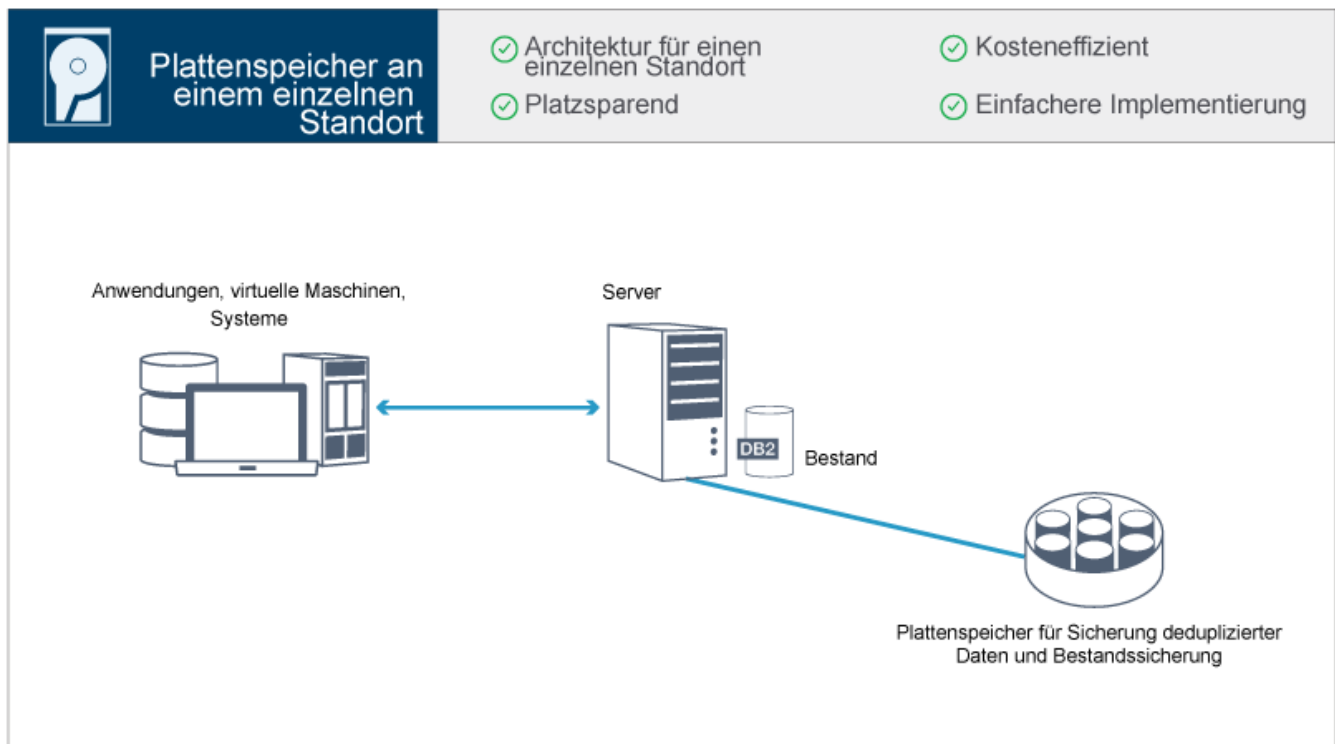 Plattenspeicher an
einem einzelnen
Standort
Architektur für einen
einzelnen Standort
Platzsparend
Kosteneffizient
Einfachere Implementierung
Anwendungen, virtuelle Maschinen,
Systeme
Server
DB2
Bestand
Plattenspeicher für Sicherung deduplizierter
Daten und Bestandssicherung